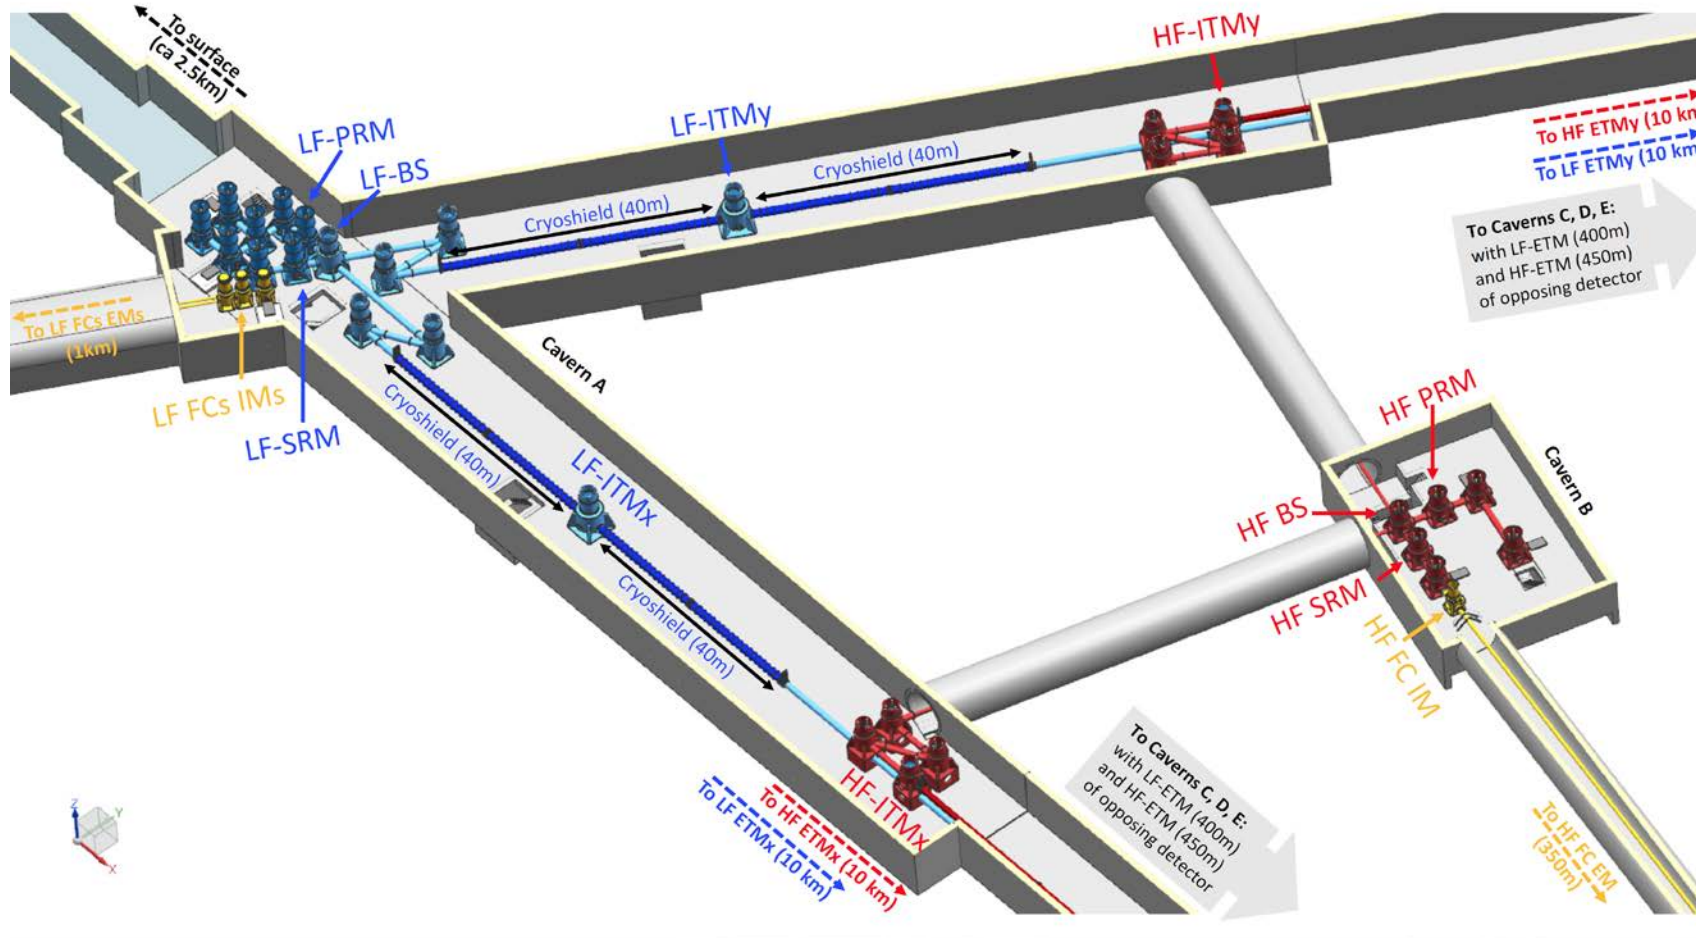 To surface
(ca 2.5km)
LF-PRM
LF-BS
LF-ITMy
HF-ITMy
Cryoshield (40m)
Cryoshield (40m)
To HF ETMy (10 km
To LF ETMy (10 km
To Caverns C, D, E:
with LF-ETM (400m)
and HF-ETM (450m)
of opposing detector
To LF FCs EMs
(1km)
LF FCs IMs
LF-SRM
Cavern A
Cryoshield (40m)
LF-ITMx
Cryoshield (40m)
HF PRM
Cavern B
HF BS
HF SRM
HF FC IM
HF-ITMx
To HF ETMx (10 km)
To LF ETMx (10 km)
To Caverns C, D, E:
with LF-ETM (400m)
and HF-ETM (450m)
of opposing detector
To HF FC EM
(350m)
Z
Y
X